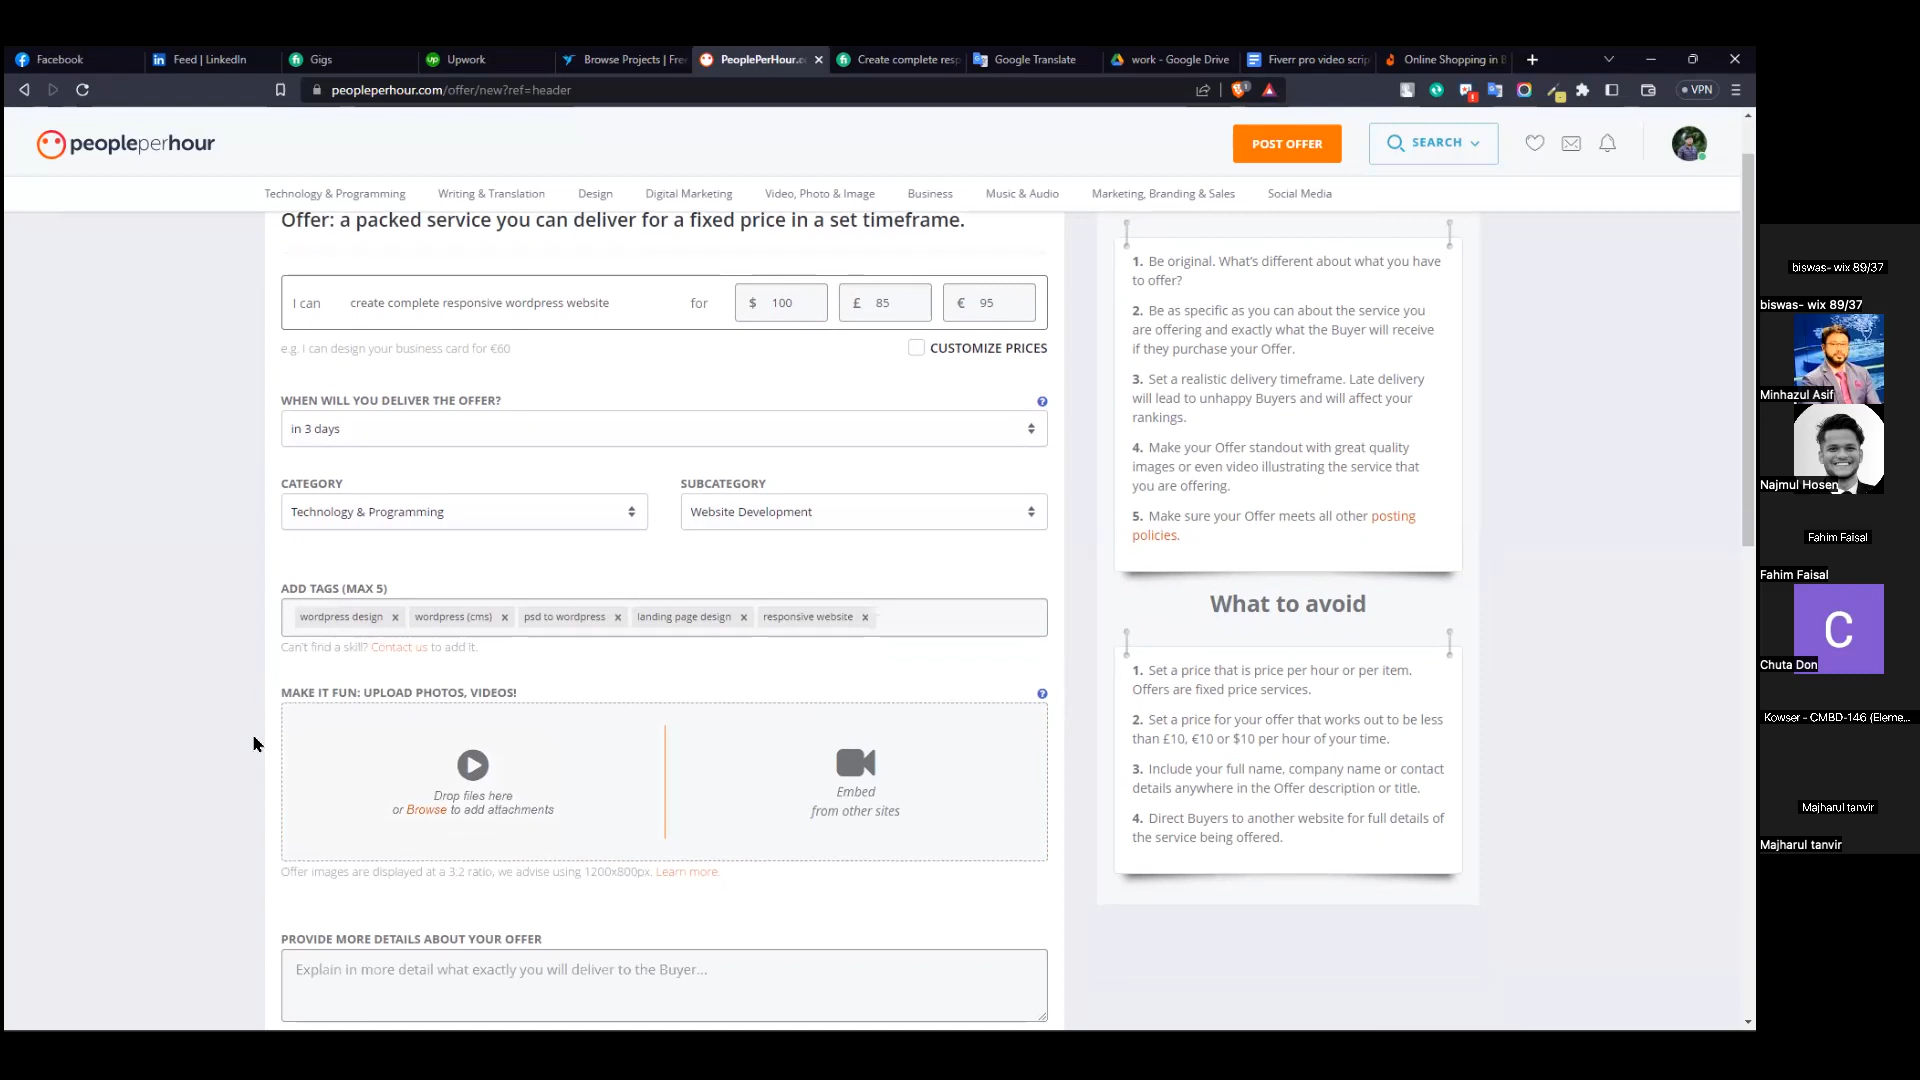 Facebook
Feed | LinkedIn
Gigs
Upwork
Browse Projects | Fre
PeoplePerHour.c
Create complete resp
Google Translate
work - Google Drive
Fiverr pro video scrip
Online Shopping in B
peopleperhour.com/offer/new?ref=header
VPN
peopleperhour
POST OFFER
SEARCH
Technology & Programming
Writing & Translation
Design
Digital Marketing
Video, Photo & Image
Business
Music & Audio
Marketing, Branding & Sales
Social Media
Offer: a packed service you can deliver for a fixed price in a set timeframe.
I can create complete responsive wordpress website for $ 100 £ 85 € 95
e.g. I can design your business card for €60
CUSTOMIZE PRICES
WHEN WILL YOU DELIVER THE OFFER?
in 3 days
CATEGORY
Technology & Programming
SUBCATEGORY
Website Development
ADD TAGS (MAX 5)
wordpress design x wordpress (cms) x psd to wordpress x landing page design x responsive website x
Can't find a skill? Contact us to add it.
MAKE IT FUN: UPLOAD PHOTOS, VIDEOS!
Drop files here
or Browse to add attachments
Embed
from other sites
Offer images are displayed at a 3:2 ratio, we advise using 1200x800px. Learn more.
PROVIDE MORE DETAILS ABOUT YOUR OFFER
Explain in more detail what exactly you will deliver to the Buyer...
1. Be original. What's different about what you have
to offer?
2. Be as specific as you can about the service you
are offering and exactly what the Buyer will receive
if they purchase your Offer.
3. Set a realistic delivery timeframe. Late delivery
will lead to unhappy Buyers and will affect your
rankings.
4. Make your Offer standout with great quality
images or even video illustrating the service that
you are offering.
5. Make sure your Offer meets all other posting
policies.
What to avoid
1. Set a price that is price per hour or per item.
Offers are fixed price services.
2. Set a price for your offer that works out to be less
than £10, €10 or $10 per hour of your time.
3. Include your full name, company name or contact
details anywhere in the Offer description or title.
4. Direct Buyers to another website for full details of
the service being offered.
biswas- wix 89/37
biswas- wix 89/37
Minhazul Asif
Najmul Hosen
Fahim Faisal
Fahim Faisal
C
Chuta Don
Kowser - CMBD-146 (Eleme...
Majharul tanvir
Majharul tanvir